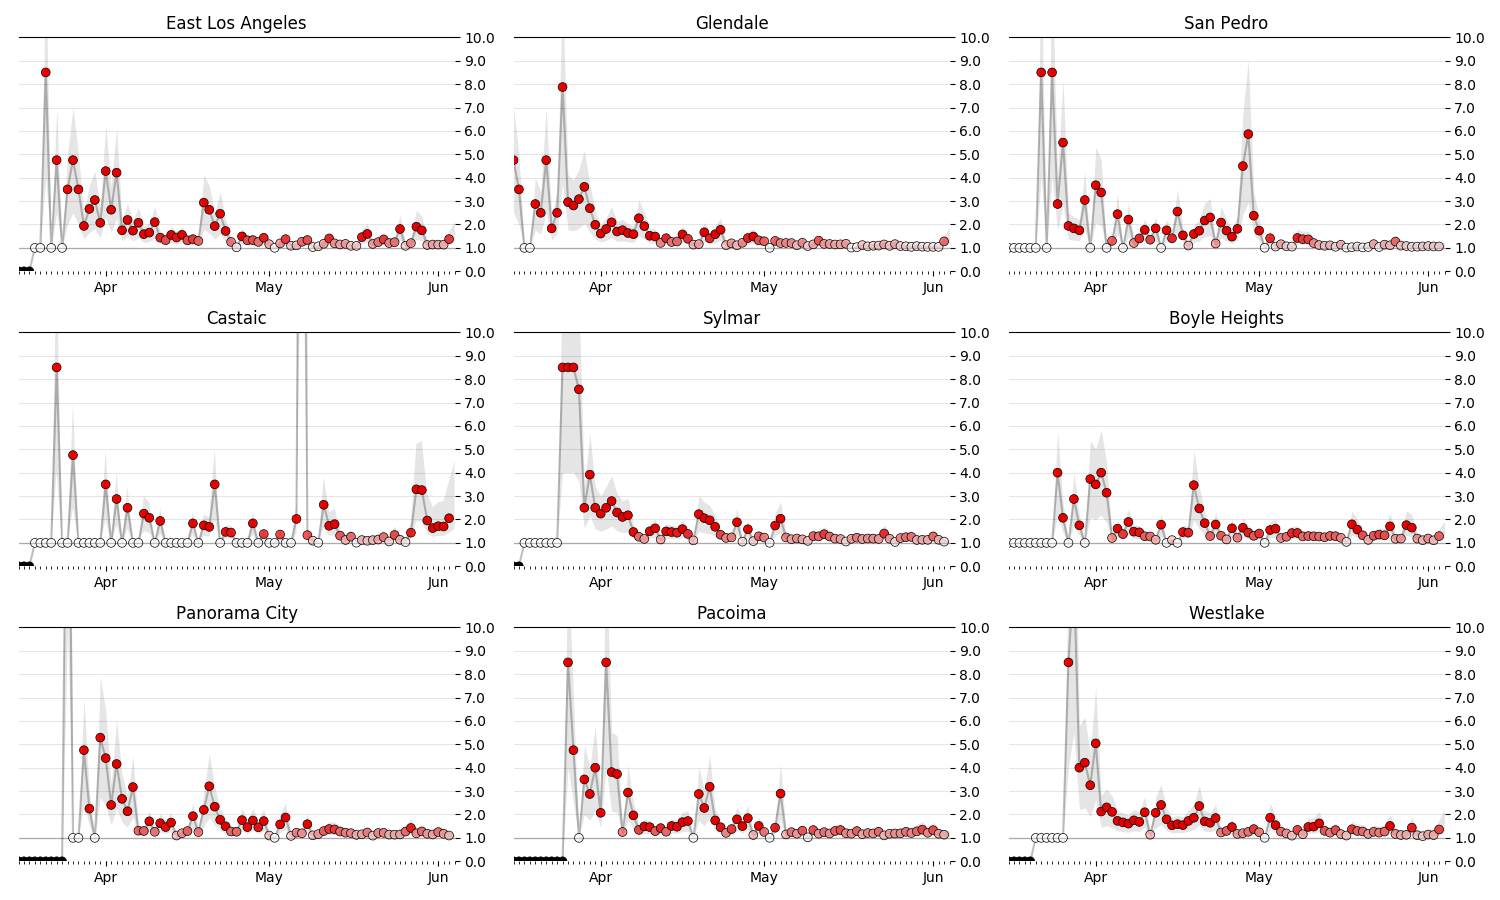 East Los Angeles Glendale San Pedro
10.0 10.0 10.0
9.0 9.0 9.0
8.0 8.0 8.0
7.0 7.0 7.0
6.0 6.0 6.0
5.0 5.0 5.0
4.0 4.0 4.0
3.0 3.0 3.0
2.0 2.0 2.0
1.0 1.0 1.0
0.0 0.0 0.0
Apr May Jun Apr May Jun Apr May Jun
Castaic Sylmar Boyle Heights
10.0 10.0 10.0
9.0 9.0 9.0
8.0 8.0 8.0
7.0 7.0 7.0
6.0 6.0 6.0
5.0 5.0 5.0
4.0 4.0 4.0
3.0 3.0 3.0
2.0 2.0 2.0
1.0 1.0 1.0
0.0 0.0 0.0
Apr May Jun Apr May Jun Apr May Jun
Panorama City Pacoima Westlake
10.0 10.0 10.0
9.0 9.0 9.0
8.0 8.0 8.0
7.0 7.0 7.0
6.0 6.0 6.0
5.0 5.0 5.0
4.0 4.0 4.0
3.0 3.0 3.0
2.0 2.0 2.0
1.0 1.0 1.0
0.0 0.0 0.0
Apr May Jun Apr May Jun Apr May Jun